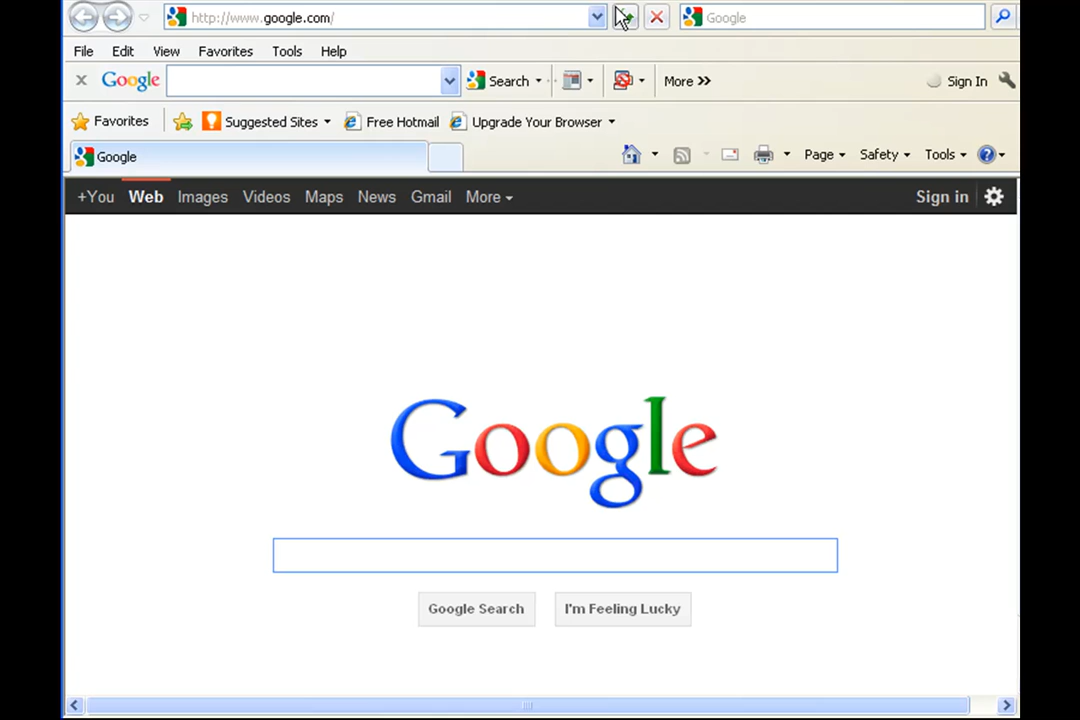 http://www.google.com/
Google
File Edit View Favorites Tools Help
Google Search More Sign In
Favorites Suggested Sites Free Hotmail Upgrade Your Browser
Google
Page Safety Tools
+You Web Images Videos Maps News Gmail More Sign in
Google
Google Search I'm Feeling Lucky